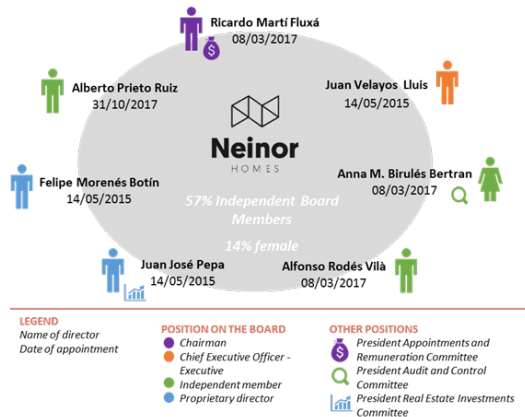 Ricardo Martí Fluxá
08/03/2017
Alberto Prieto Ruiz
31/10/2017
Juan Velayos Lluis
14/05/2015
Neinor
HOMES
Felipe Morenés Botín
14/05/2015
Anna M. Birulés Bertran
08/03/2017
57% Independent Board
Members
14% female
Juan José Pepa
14/05/2015
Alfonso Rodés Vilà
08/03/2017
LEGEND
Name of director
Date of appointment
POSITION ON THE BOARD
Chairman
Chief Executive Officer -
Executive
Independent member
Proprietary director
OTHER POSITIONS
President Appointments and
Remuneration Committee
President Audit and Control
Committee
President Real Estate Investments
Committee